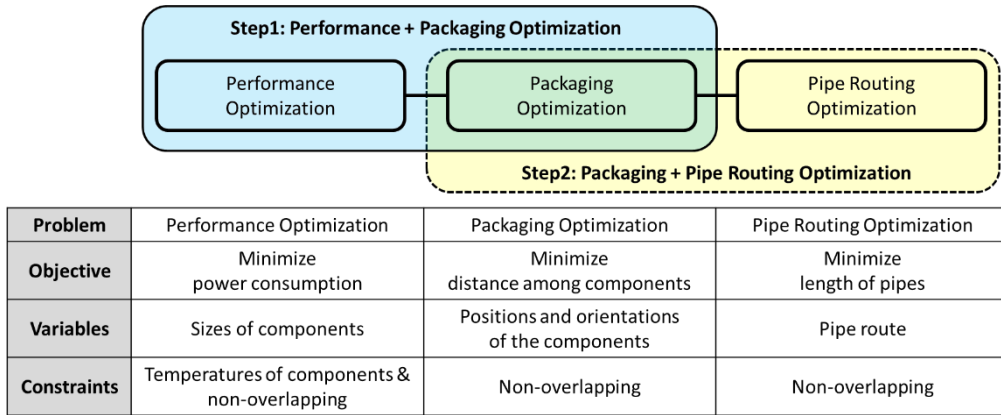 Step1: Performance + Packaging Optimization
Performance
Optimization
Packaging
Optimization
Pipe Routing
Optimization
Step2: Packaging + Pipe Routing Optimization
Problem
Performance Optimization
Packaging Optimization
Pipe Routing Optimization
Objective
Minimize
power consumption
Minimize
distance among components
Minimize
length of pipes
Variables
Sizes of components
Positions and orientations
of the components
Pipe route
Constraints
Temperatures of components &
non-overlapping
Non-overlapping
Non-overlapping